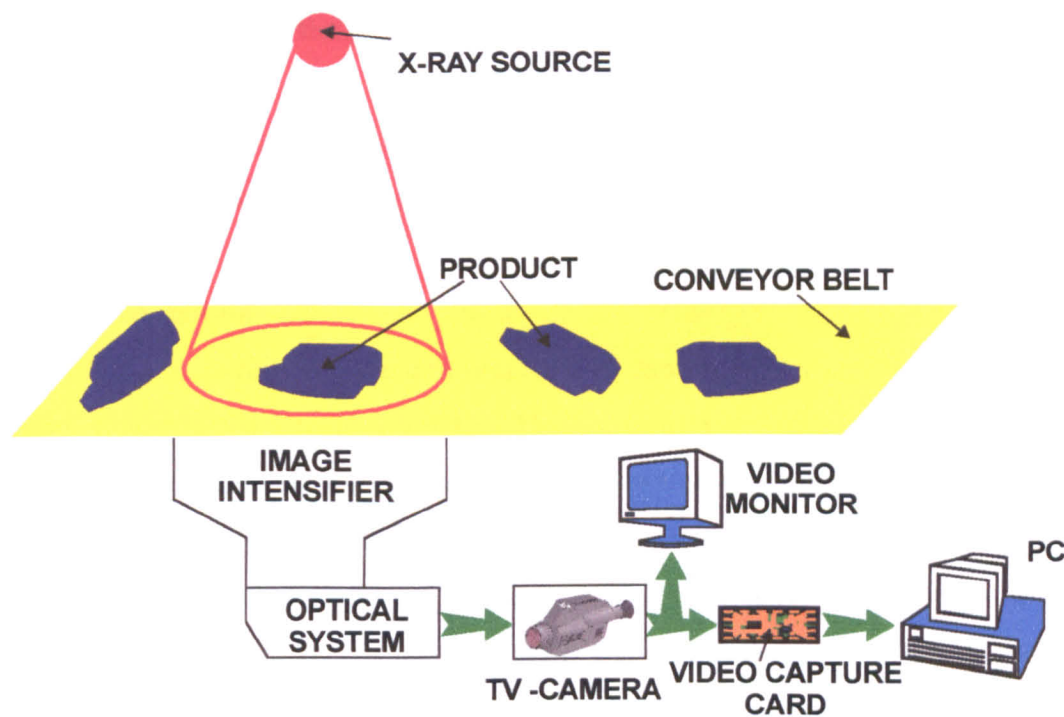 X-RAY SOURCE
PRODUCT
CONVEYOR BELT
IMAGE
INTENSIFIER
VIDEO
MONITOR
PC
OPTICAL
SYSTEM
TV -CAMERA
VIDEO CAPTURE
CARD